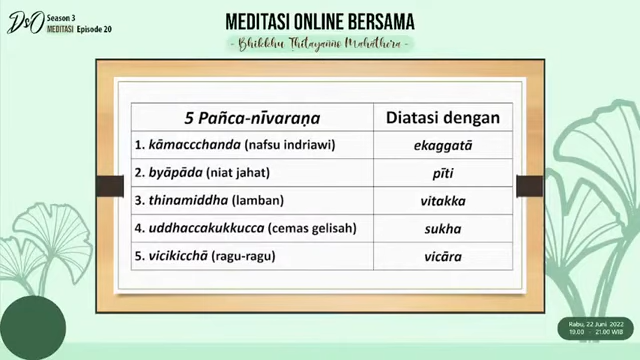 DsO Season 3
MEDITASI Episode 20
MEDITASI ONLINE BERSAMA
- Bhikkhu Thitayanno Mahathera -
5 Pañca-nīvaraṇa Diatasi dengan
1. kāmaccchanda (nafsu indriawi) ekaggatā
2. byāpāda (niat jahat) pīti
3. thinamiddha (lamban) vitakka
4. uddhaccakukkucca (cemas gelisah) sukha
5. vicikicchā (ragu-ragu) vicāra
Rabu, 22 Juni 2022
19.00 - 21.00 WIB